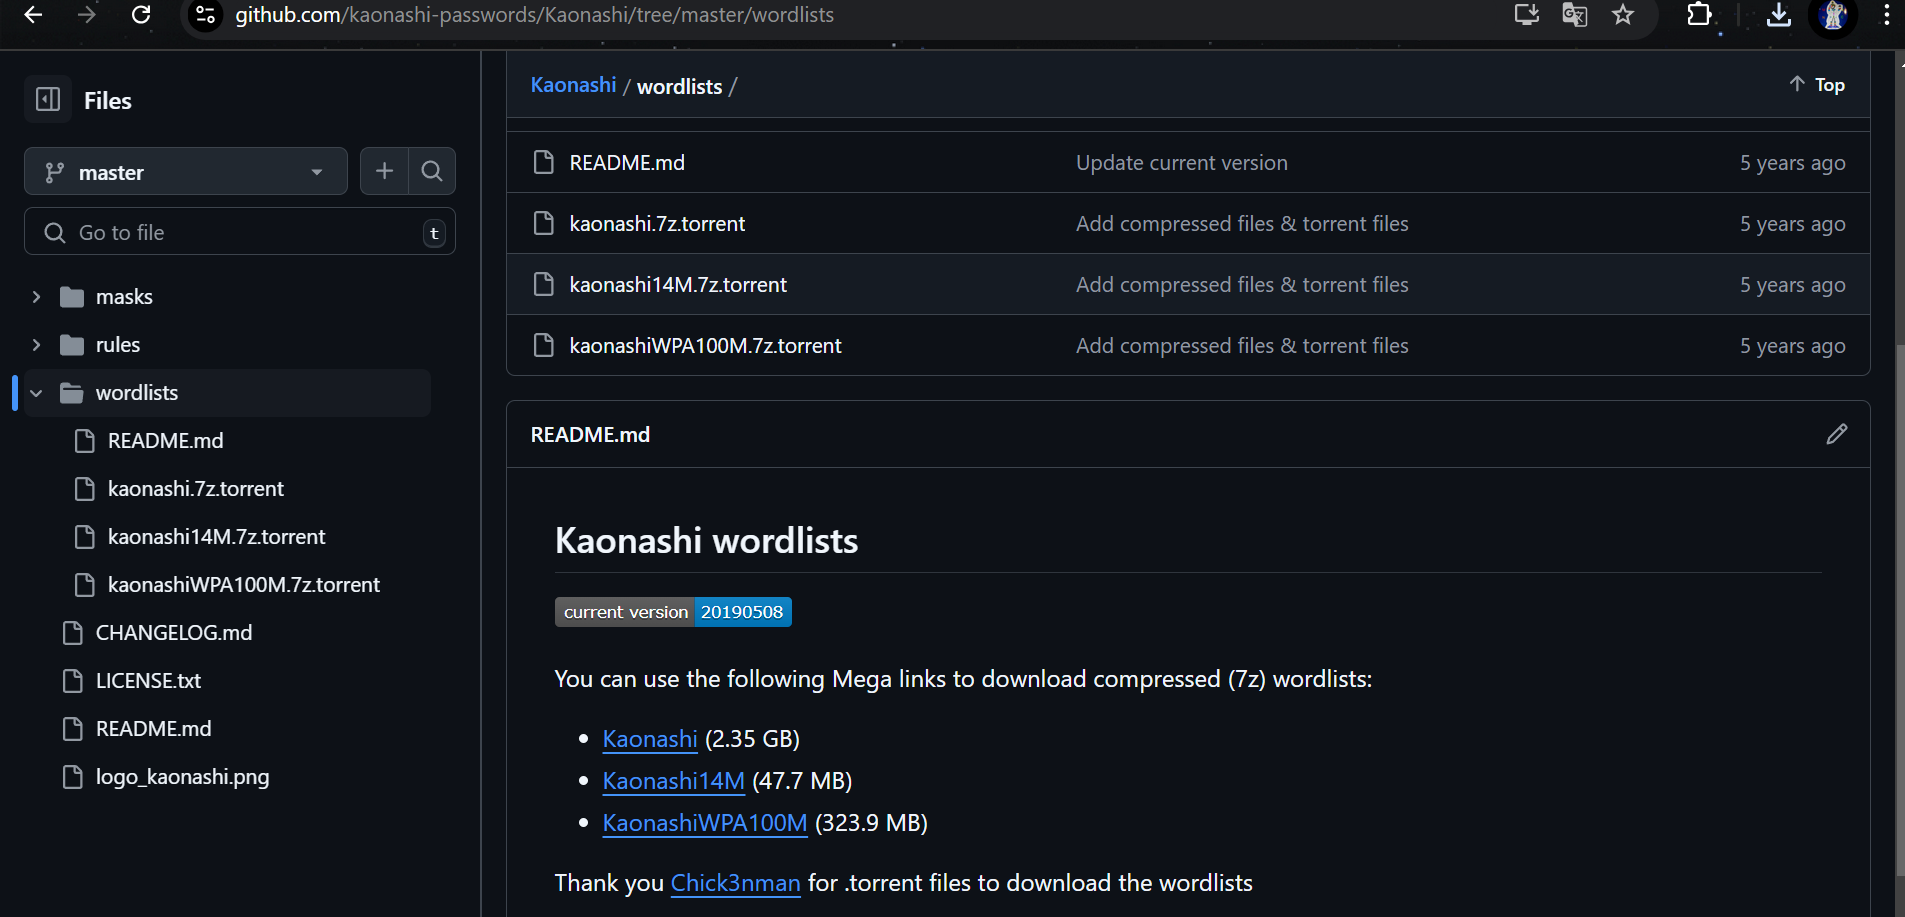 github.com/kaonashi-passwords/Kaonashi/tree/master/wordlists
Files
master
Go to file
t
masks
rules
wordlists
README.md
kaonashi.7z.torrent
kaonashi14M.7z.torrent
kaonashiWPA100M.7z.torrent
CHANGELOG.md
LICENSE.txt
README.md
logo_kaonashi.png
Kaonashi / wordlists /
Top
README.md Update current version 5 years ago
kaonashi.7z.torrent Add compressed files & torrent files 5 years ago
kaonashi14M.7z.torrent Add compressed files & torrent files 5 years ago
kaonashiWPA100M.7z.torrent Add compressed files & torrent files 5 years ago
README.md
Kaonashi wordlists
current version 20190508
You can use the following Mega links to download compressed (7z) wordlists:
• Kaonashi (2.35 GB)
• Kaonashi14M (47.7 MB)
• KaonashiWPA100M (323.9 MB)
Thank you Chick3nman for .torrent files to download the wordlists